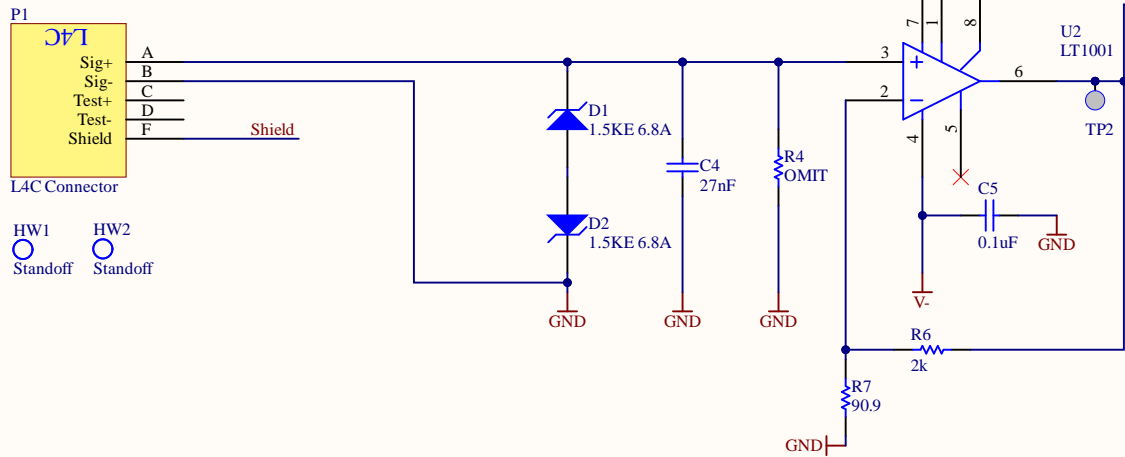 P1
L4C
Sig+
Sig-
Test+
Test-
Shield
A
B
C
D
F
Shield
L4C Connector
HW1
Standoff
HW2
Standoff
D1
1.5KE 6.8A
D2
1.5KE 6.8A
GND
C4
27nF
GND
R4
OMIT
GND
7
1
8
3
2
6
4
5
U2
LT1001
TP2
C5
0.1uF
GND
V-
R6
2k
R7
90.9
GND